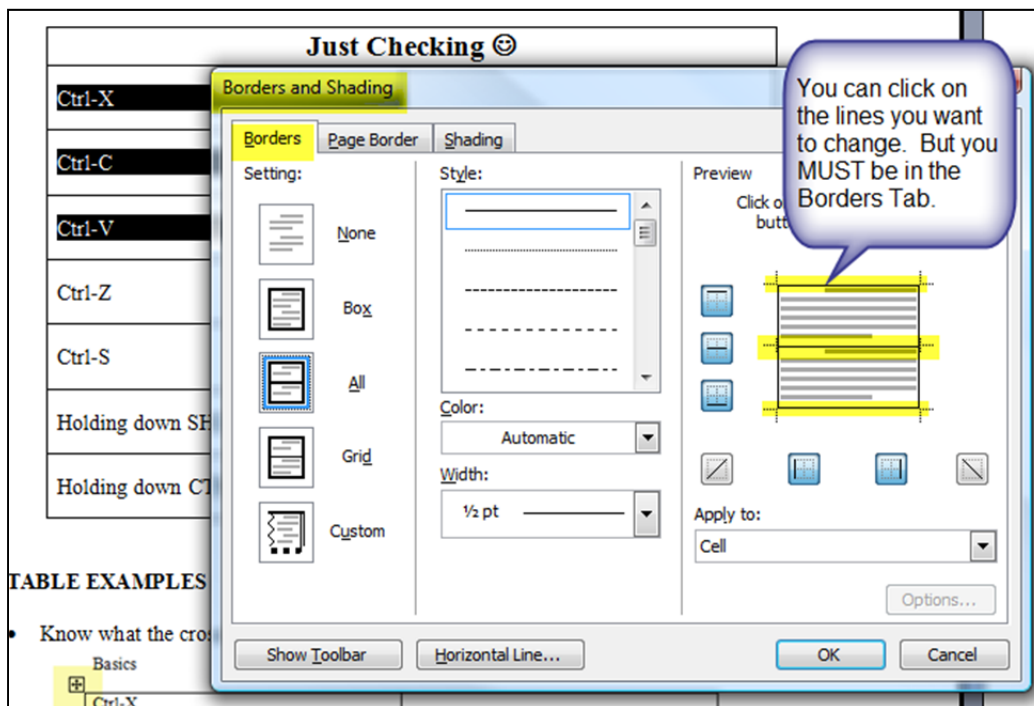 Just Checking ☺
Ctrl-X
Ctrl-C
Ctrl-V
Ctrl-Z
Ctrl-S
Holding down SH
Holding down CT
TABLE EXAMPLES
• Know what the cros
Basics
Ctrl-X
Borders and Shading
Borders
Page Border
Shading
Setting:
None
Box
All
Grid
Custom
Style:
Color:
Automatic
Width:
½ pt
Preview
Click o
butt
Apply to:
Cell
Options...
Show Toolbar
Horizontal Line...
OK
Cancel
You can click on
the lines you want
to change. But you
MUST be in the
Borders Tab.